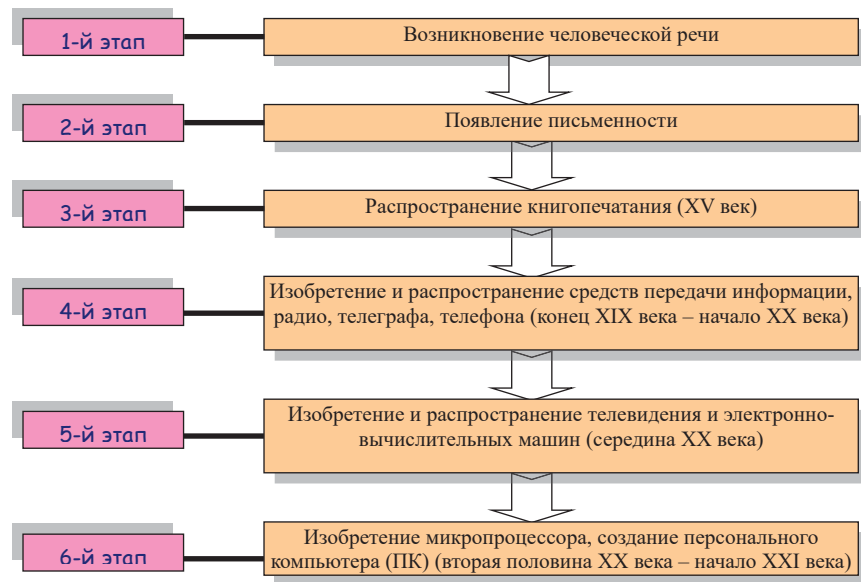 1-й этап
Возникновение человеческой речи
2-й этап
Появление письменности
3-й этап
Распространение книгопечатания (XV век)
4-й этап
Изобретение и распространение средств передачи информации,
радио, телеграфа, телефона (конец XIX века – начало XX века)
5-й этап
Изобретение и распространение телевидения и электронно-
вычислительных машин (середина XX века)
6-й этап
Изобретение микропроцессора, создание персонального
компьютера (ПК) (вторая половина XX века – начало XXI века)